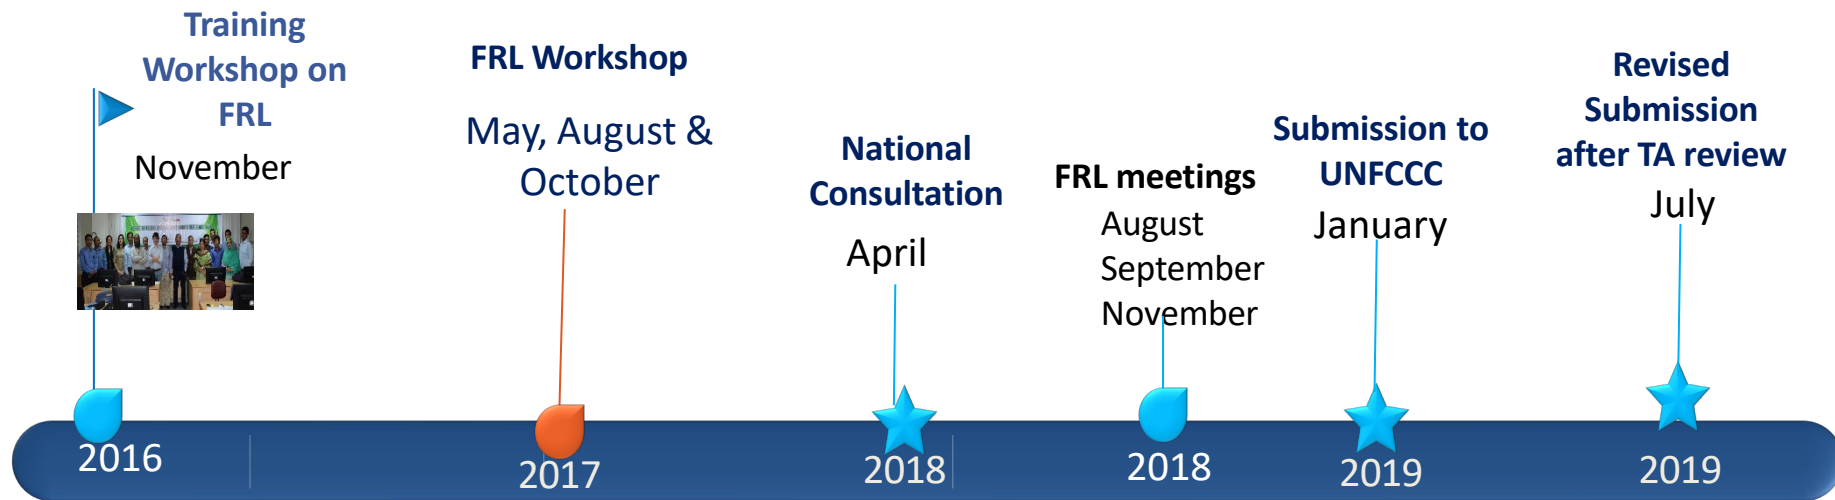 Training
Workshop on
FRL
November
2016
FRL Workshop
May, August &
October
2017
National
Consultation
April
2018
FRL meetings
August
September
November
2018
Submission to
UNFCCC
January
2019
Revised
Submission
after TA review
July
2019